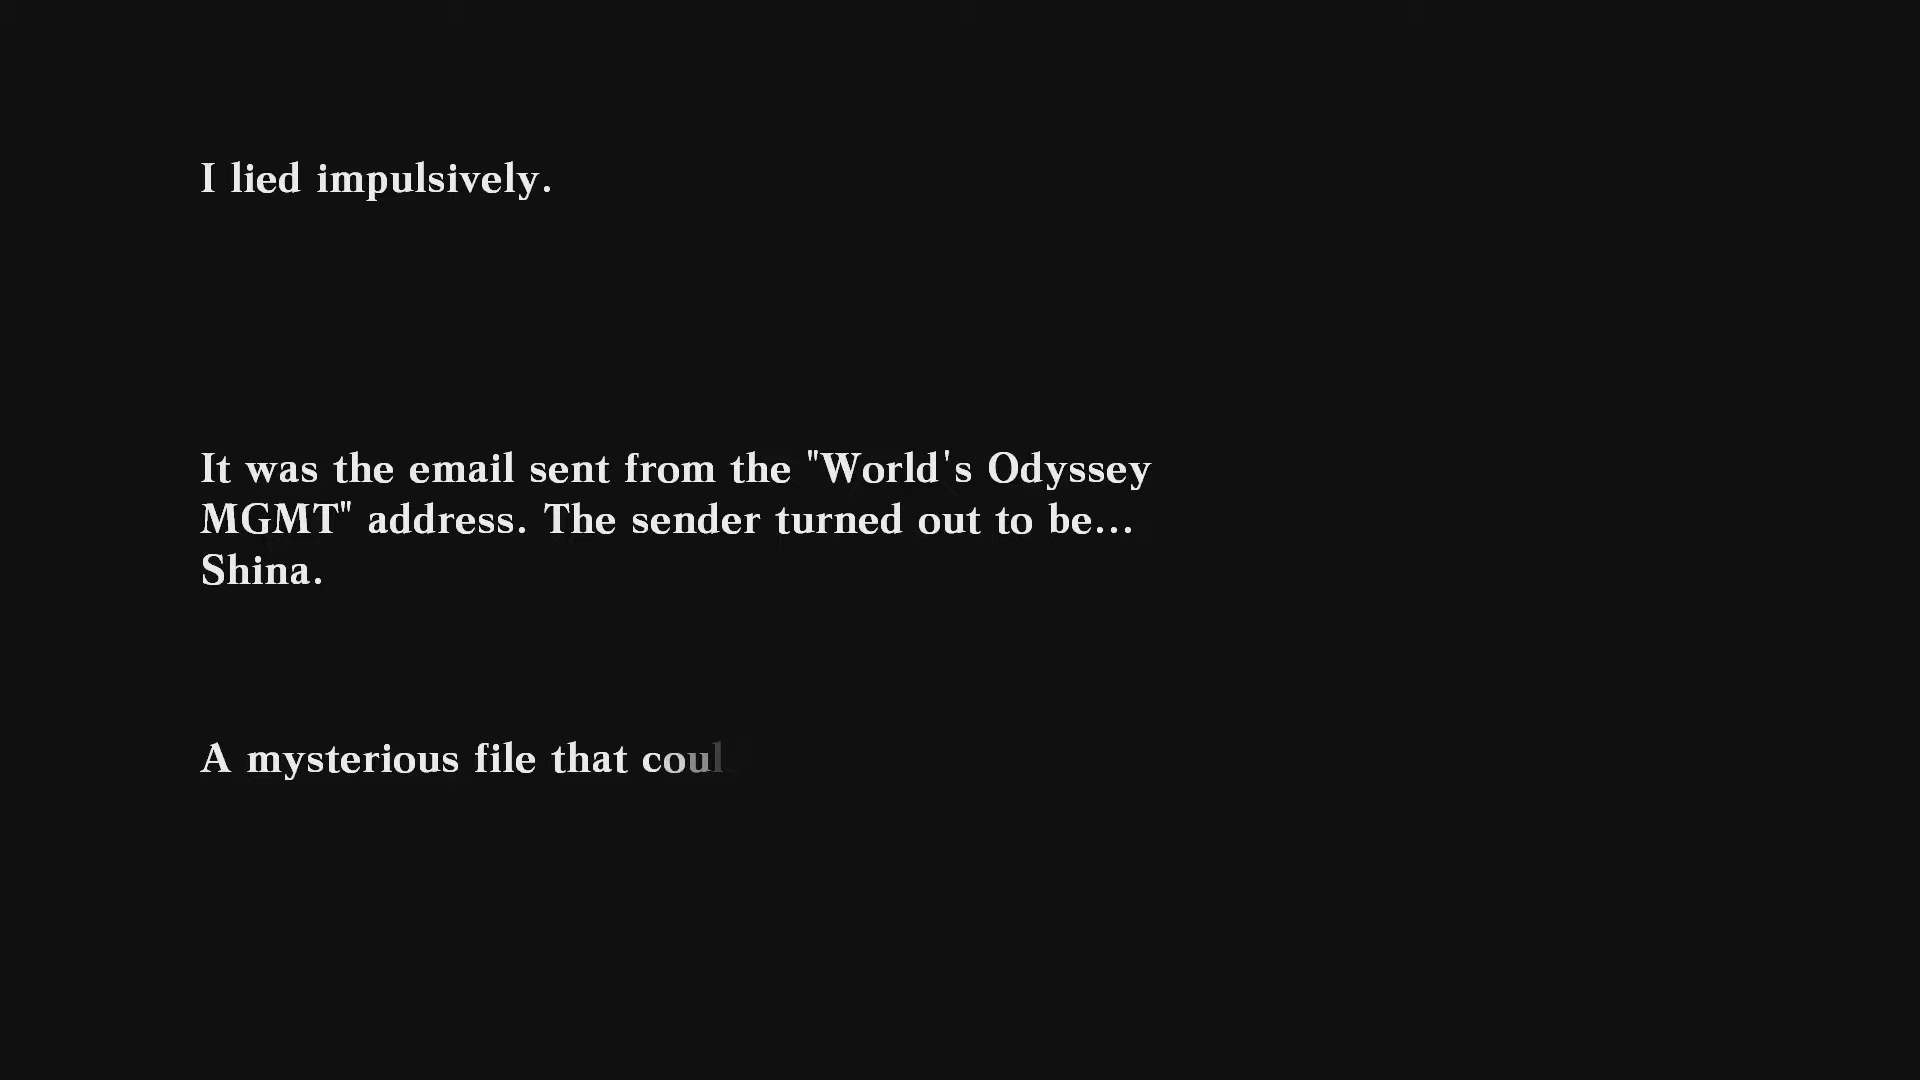 I lied impulsively.
It was the email sent from the "World's Odyssey
MGMT" address. The sender turned out to be...
Shina.
A mysterious file that coul